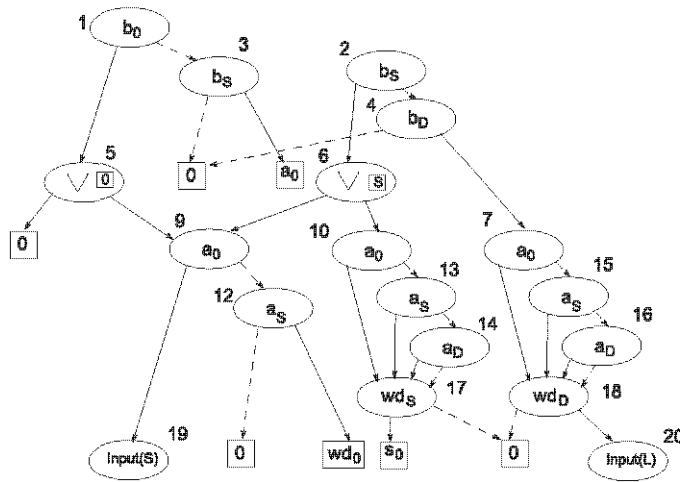 1 b0 3 2
bS bS
4 bD
5 6
V 0 0 a0 V S
9 10 7
0 a0 a0 a0
13 15
12 aS aS aS
14 16
aD aD
17 18
wdS wdD
19 20
Input(S) 0 wd0 s0 0 Input(L)